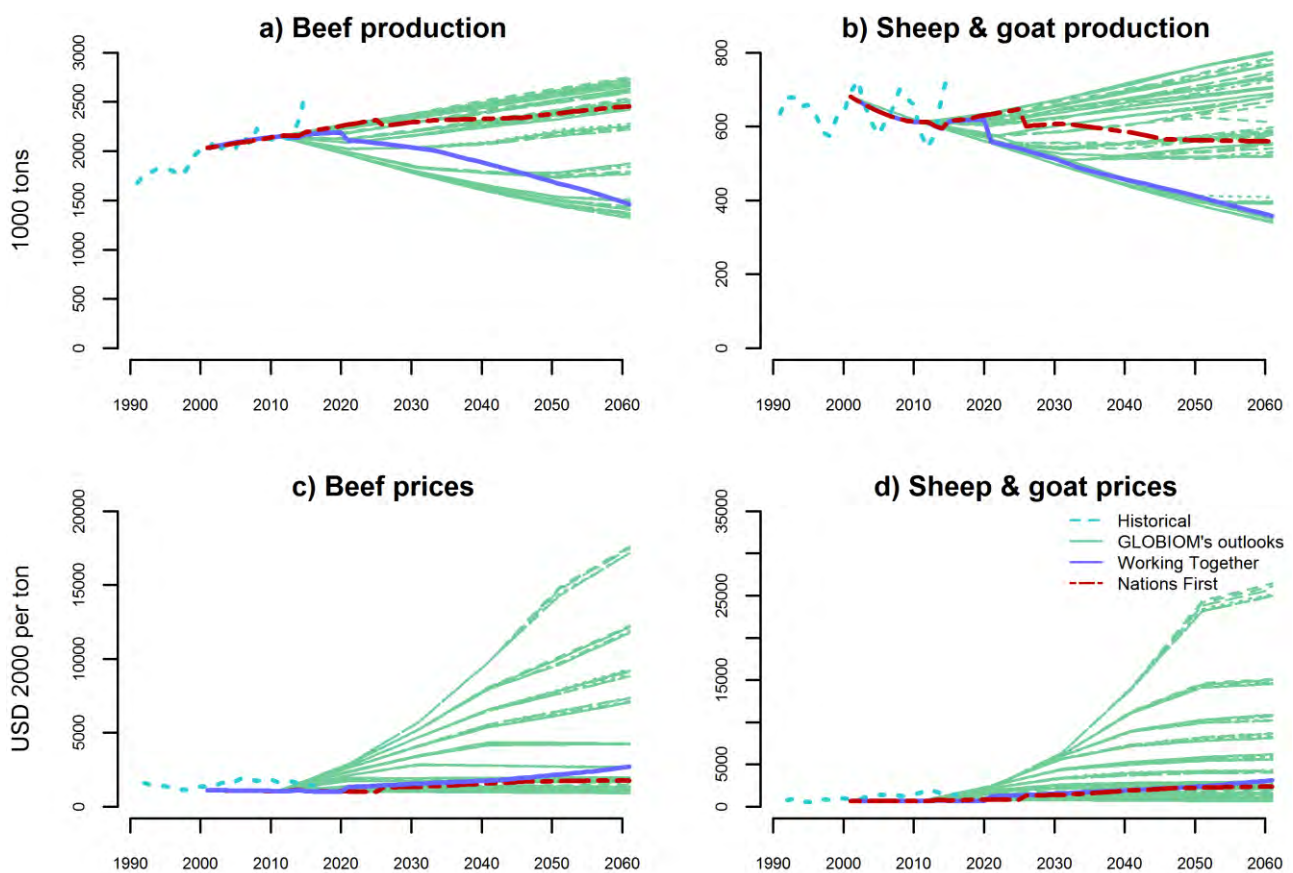 a) Beef production
b) Sheep & goat production
1000 tons
3000
2500
2000
1500
1000
500
0
1990 2000 2010 2020 2030 2040 2050 2060
800
600
400
200
0
1990 2000 2010 2020 2030 2040 2050 2060
c) Beef prices
d) Sheep & goat prices
USD 2000 per ton
20000
15000
10000
5000
0
1990 2000 2010 2020 2030 2040 2050 2060
35000
25000
15000
5000
0
Historical
GLOBIOM's outlooks
Working Together
Nations First
1990 2000 2010 2020 2030 2040 2050 2060